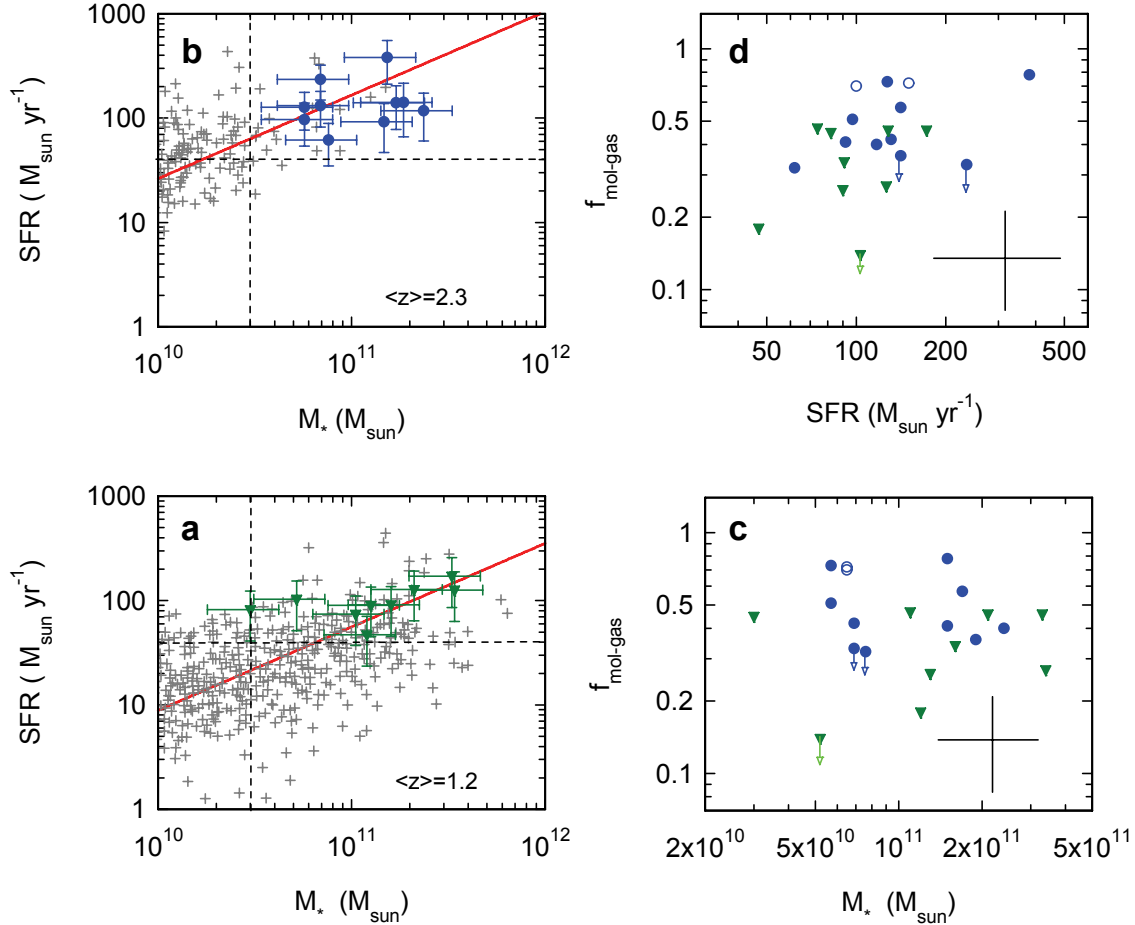 b
1000
100
10
1
SFR ( M_sun yr^-1)
<z>=2.3
10^10
10^11
10^12
M_* (M_sun)
d
1
0.5
0.2
0.1
f_mol-gas
50
100
200
500
SFR (M_sun yr^-1)
a
1000
100
10
1
SFR ( M_sun yr^-1)
<z>=1.2
10^10
10^11
10^12
M_* (M_sun)
c
1
0.5
0.2
0.1
f_mol-gas
2x10^10
5x10^10
10^11
2x10^11
5x10^11
M_* (M_sun)